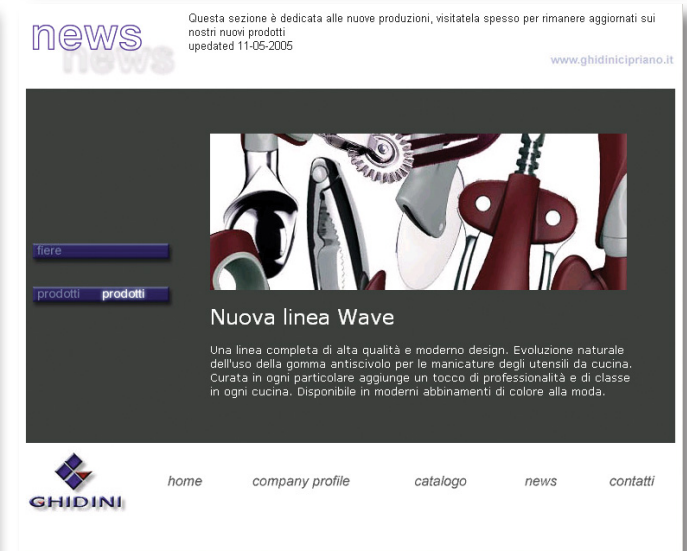 news
Questa sezione è dedicata alle nuove produzioni, visitatela spesso per rimanere aggiornati sui
nostri nuovi prodotti
upedated 11-05-2005
www.ghidinicipriano.it
fiere
prodotti prodotti
Nuova linea Wave
Una linea completa di alta qualità e moderno design. Evoluzione naturale
dell'uso della gomma antiscivolo per le manicature degli utensili da cucina.
Curata in ogni particolare aggiunge un tocco di professionalità e di classe
in ogni cucina. Disponibile in moderni abbinamenti di colore alla moda.
GHIDINI
home company profile catalogo news contatti